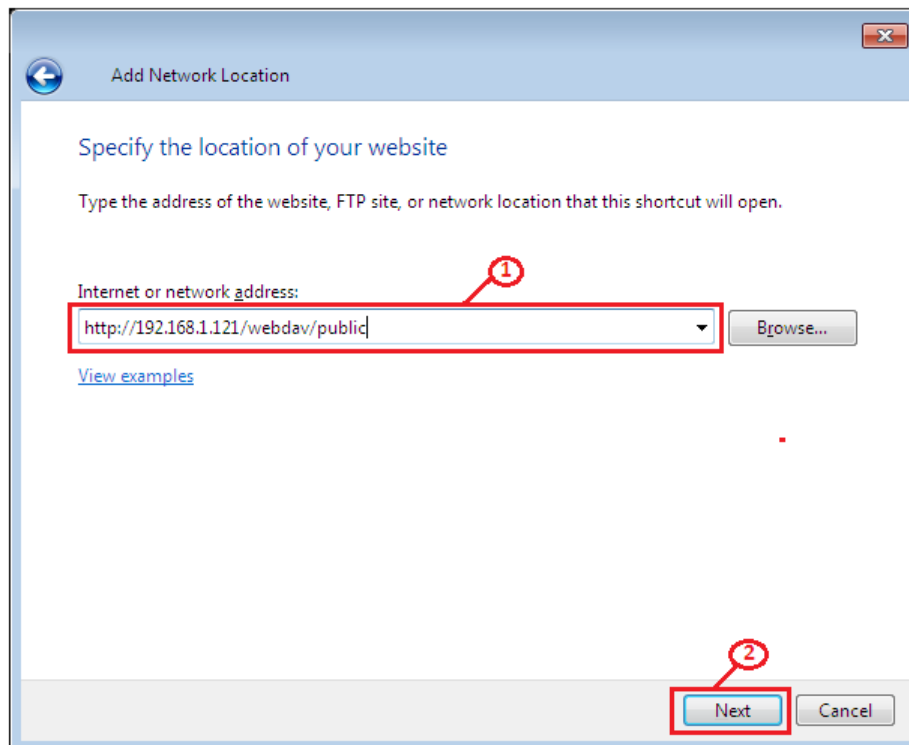 Add Network Location
Specify the location of your website
Type the address of the website, FTP site, or network location that this shortcut will open.
1
Internet or network address:
http://192.168.1.121/webdav/public
Browse...
View examples
2
Next
Cancel